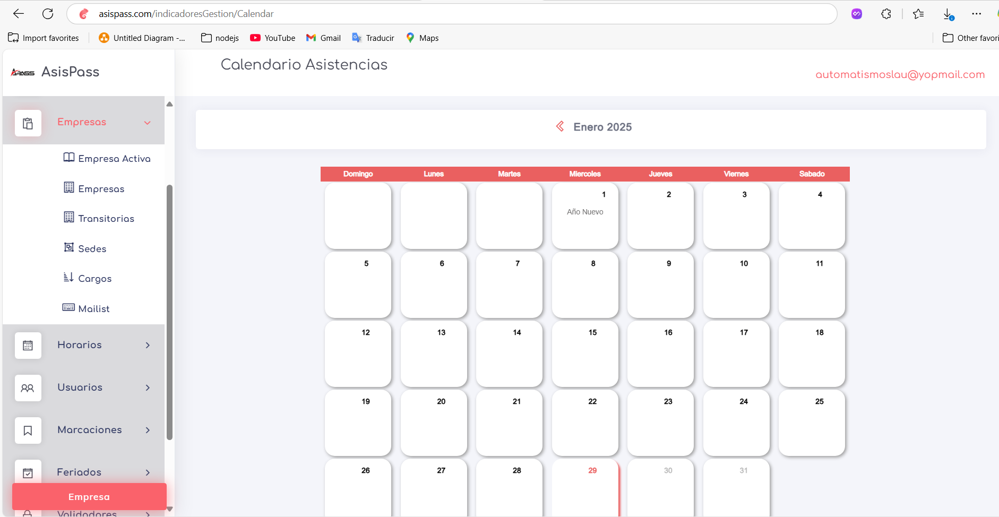 asispass.com/indicadoresGestion/Calendar
Import favorites
Untitled Diagram -...
nodejs
YouTube
Gmail
Traducir
Maps
Other favori
APASS
AsisPass
Calendario Asistencias
automatismoslau@yopmail.com
Empresas
Empresa Activa
Empresas
Transitorias
Sedes
Cargos
Mailist
Horarios
Usuarios
Marcaciones
Feriados
Empresa
Validadores
Enero 2025
Domingo Lunes Martes Miercoles Jueves Viernes Sabado
1 2 3 4
Año Nuevo
5 6 7 8 9 10 11
12 13 14 15 16 17 18
19 20 21 22 23 24 25
26 27 28 29 30 31